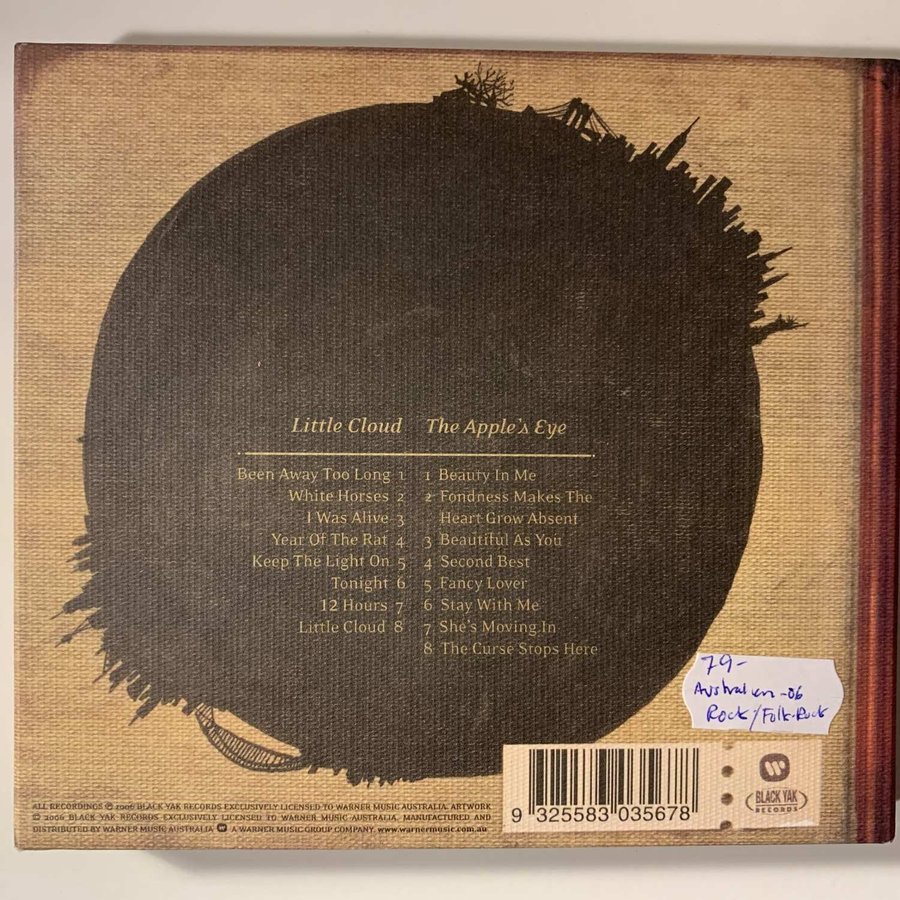 Little Cloud
Been Away Too Long 1
White Horses 2
I Was Alive 3
Year Of The Rat 4
Keep The Light On 5
Tonight 6
12 Hours 7
Little Cloud 8
The Apple's Eye
1 Beauty In Me
2 Fondness Makes The
Heart Grow Absent
3 Beautiful As You
4 Second Best
5 Fancy Lover
6 Stay With Me
7 She's Moving In
8 The Curse Stops Here
79-
Australien -06
Rock/Folk-Rock
ALL RECORDINGS ℗ 2006 BLACK YAK RECORDS EXCLUSIVELY LICENSED TO WARNER MUSIC AUSTRALIA. ARTWORK
© 2006 BLACK YAK RECORDS EXCLUSIVELY LICENSED TO WARNER MUSIC AUSTRALIA. MANUFACTURED AND
DISTRIBUTED BY WARNER MUSIC AUSTRALIA A WARNER MUSIC GROUP COMPANY. www.warnermusic.com.au
9 325583 035678
BLACK YAK
RECORDS